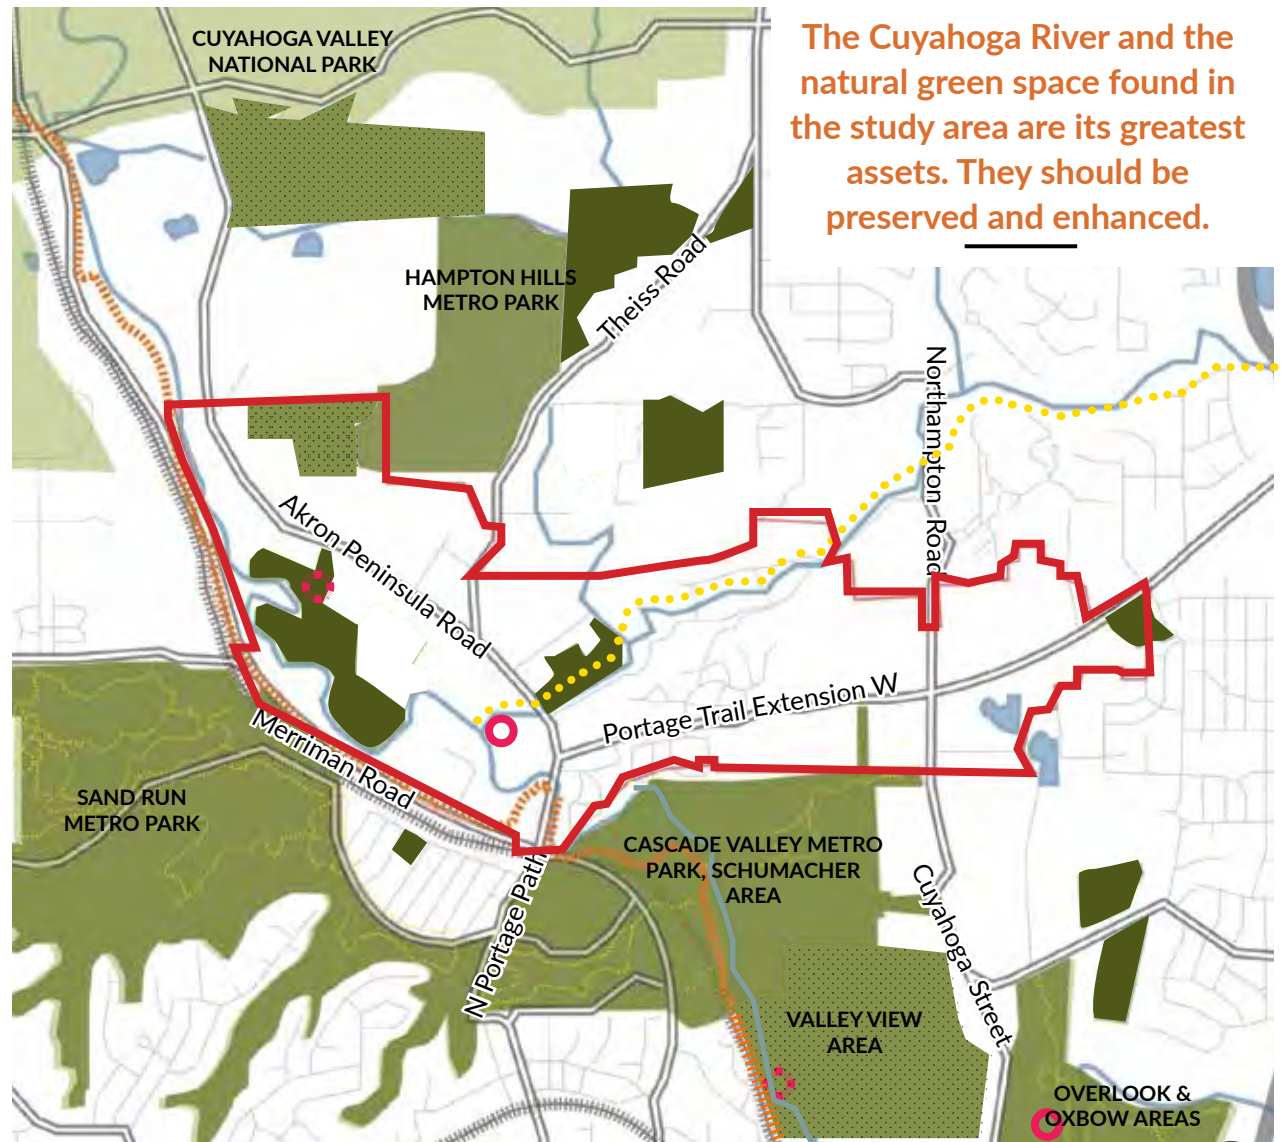 The Cuyahoga River and the
natural green space found in
the study area are its greatest
assets. They should be
preserved and enhanced.
CUYAHOGA VALLEY
NATIONAL PARK
HAMPTON HILLS
METRO PARK
Theiss Road
Northampton Road
Akron Peninsula Road
Portage Trail Extension W
Merriman Road
SAND RUN
METRO PARK
CASCADE VALLEY METRO
PARK, SCHUMACHER
AREA
N Portage Path
Cuyahoga Street
VALLEY VIEW
AREA
OVERLOOK &
OXBOW AREAS